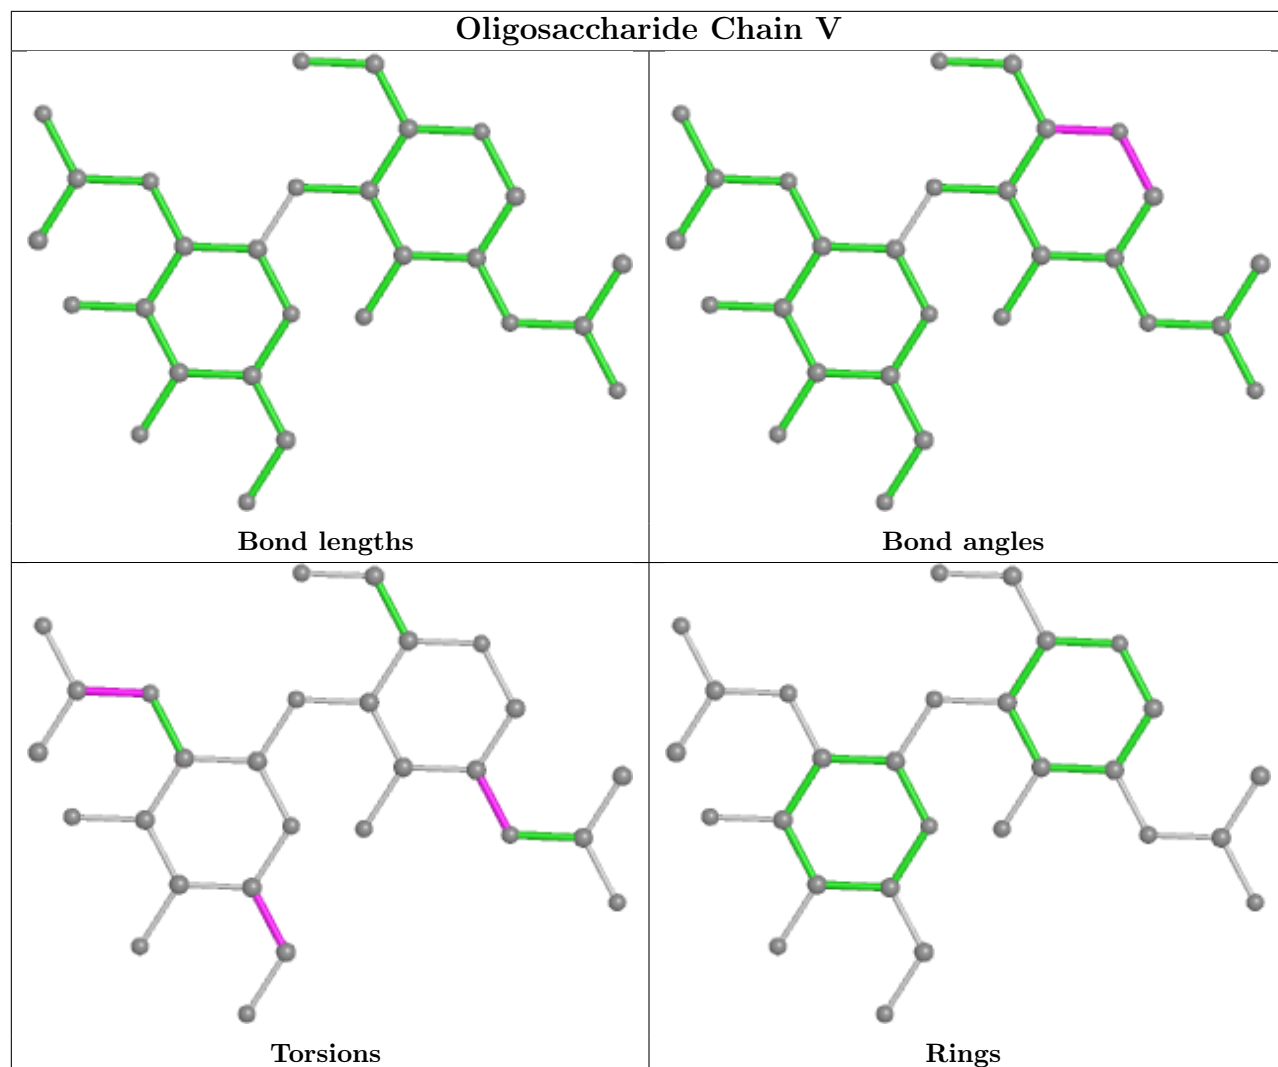 Oligosaccharide Chain V
Bond lengths
Bond angles
Torsions
Rings